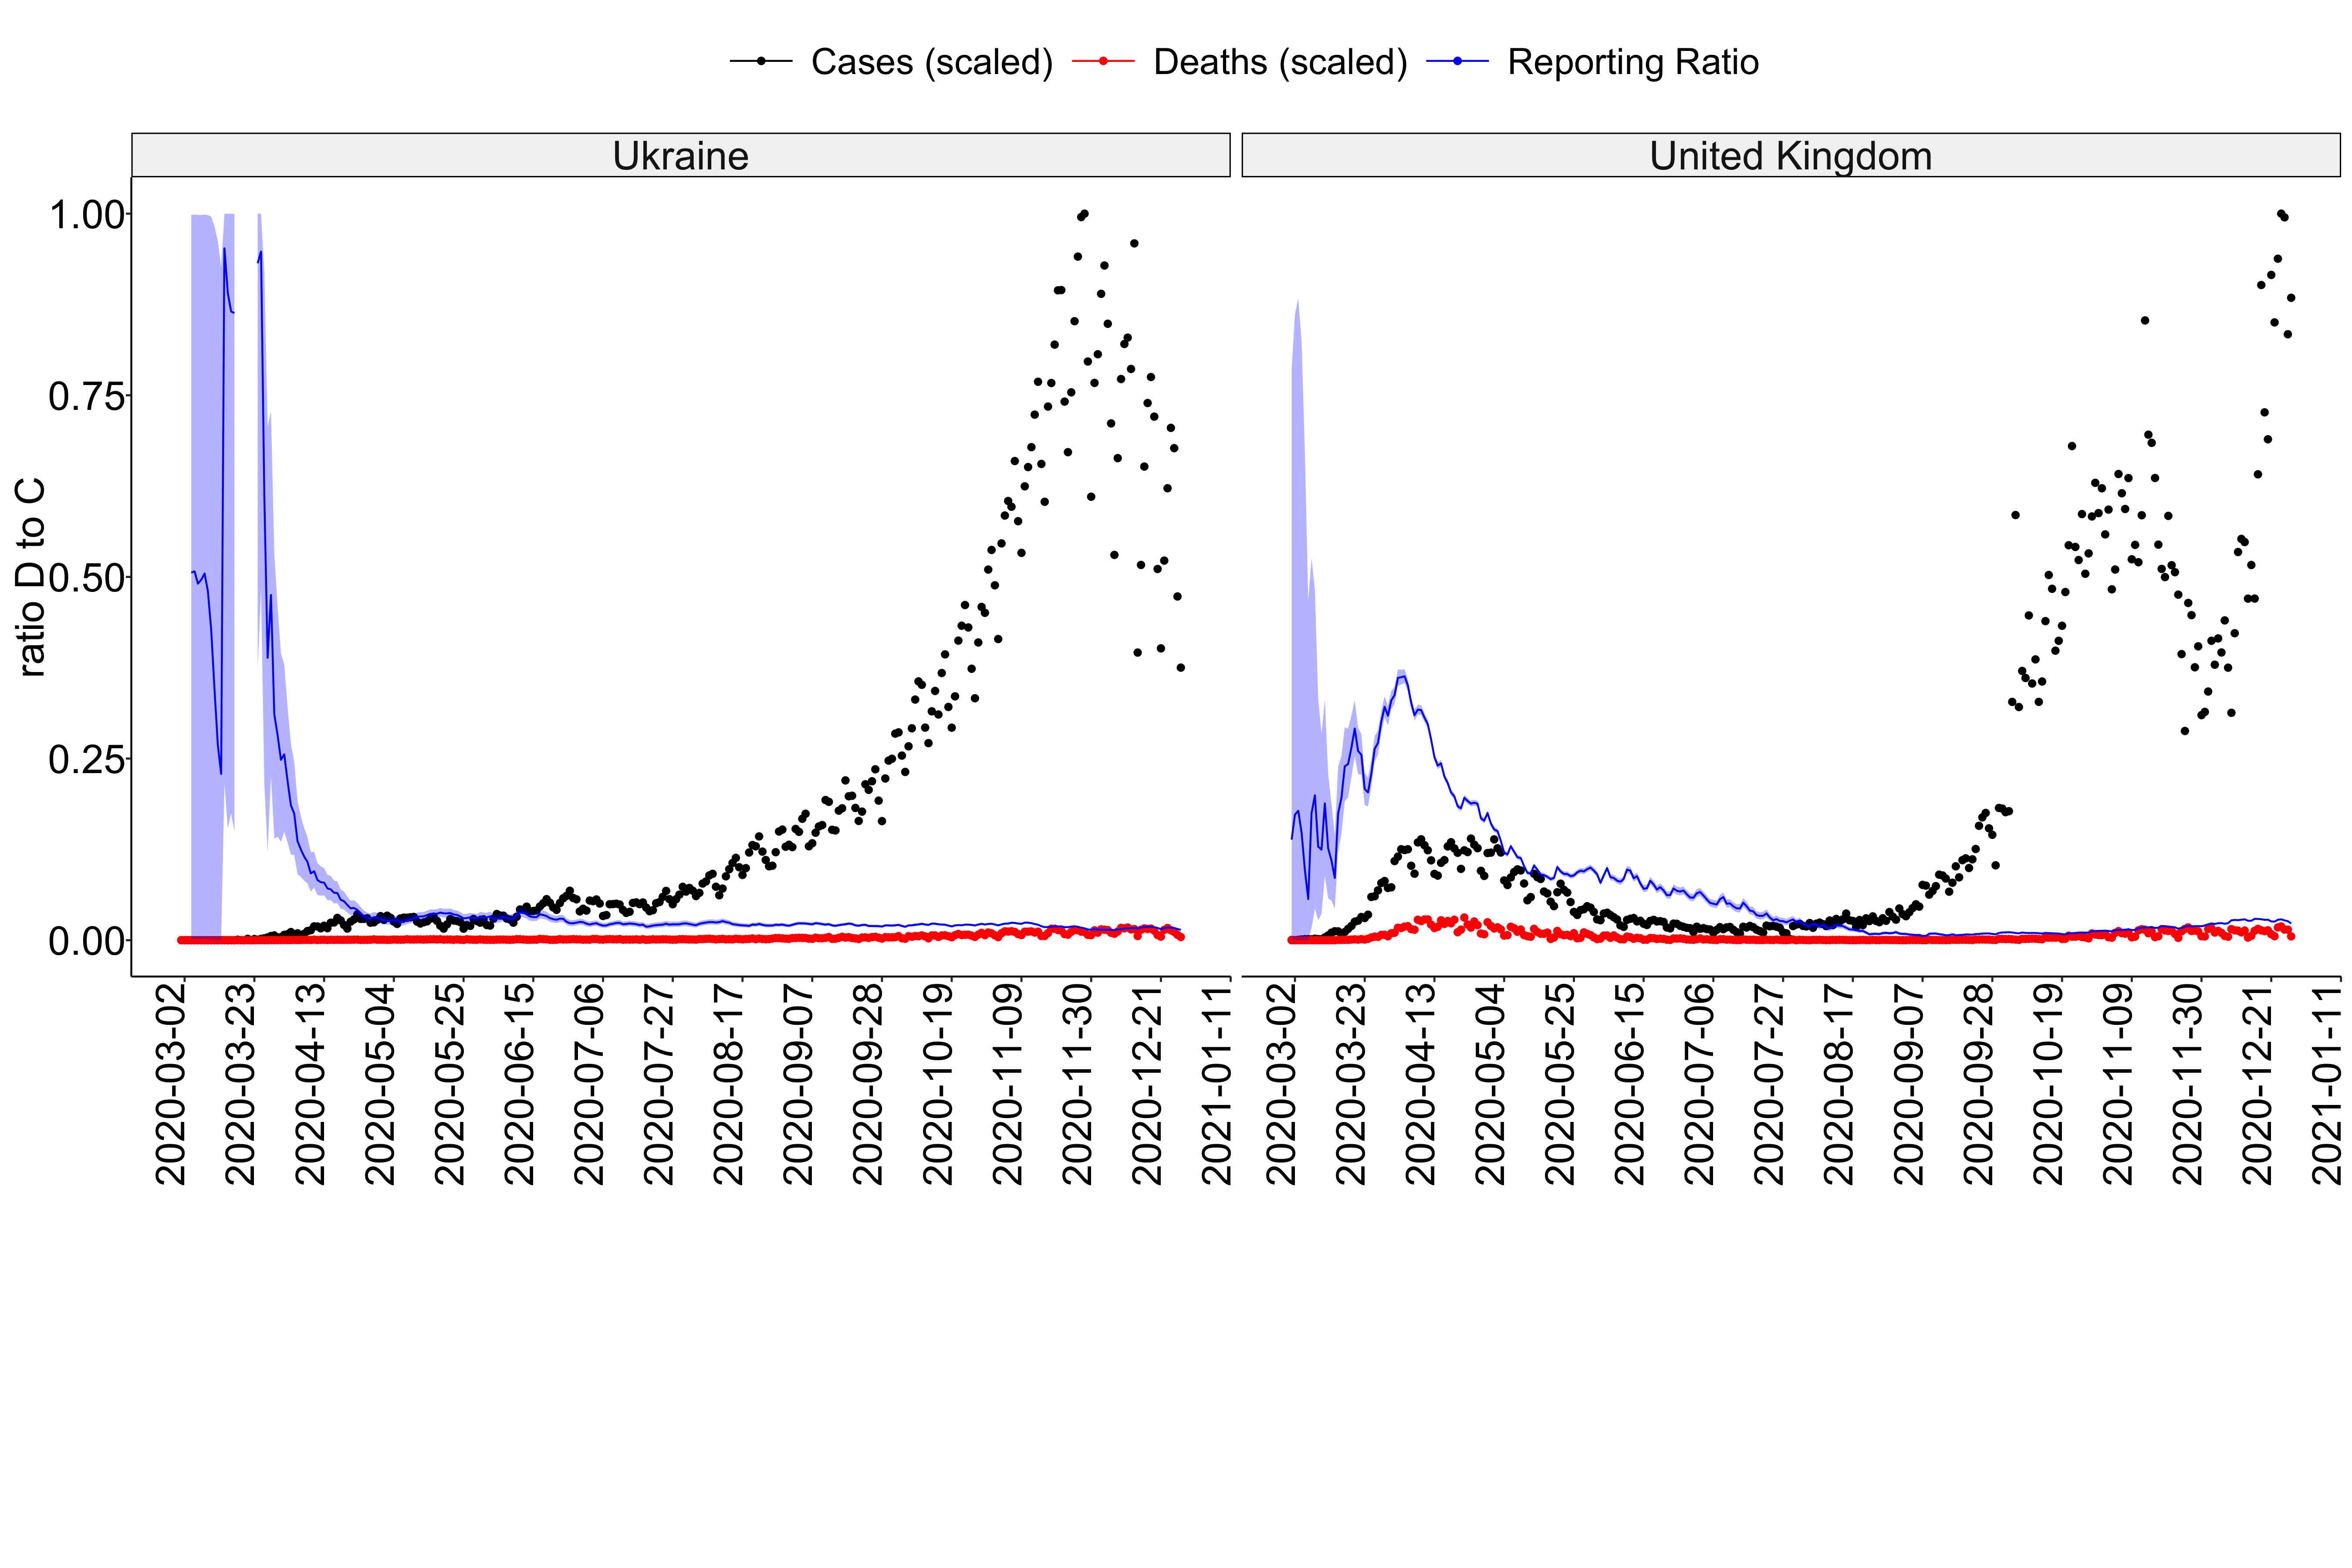 Cases (scaled) Deaths (scaled) Reporting Ratio
Ukraine United Kingdom
ratio D to C
1.00
0.75
0.50
0.25
0.00
2020-03-02 2020-03-23 2020-04-13 2020-05-04 2020-05-25 2020-06-15 2020-07-06 2020-07-27 2020-08-17 2020-09-07 2020-09-28 2020-10-19 2020-11-09 2020-11-30 2020-12-21 2021-01-11
2020-03-02 2020-03-23 2020-04-13 2020-05-04 2020-05-25 2020-06-15 2020-07-06 2020-07-27 2020-08-17 2020-09-07 2020-09-28 2020-10-19 2020-11-09 2020-11-30 2020-12-21 2021-01-11